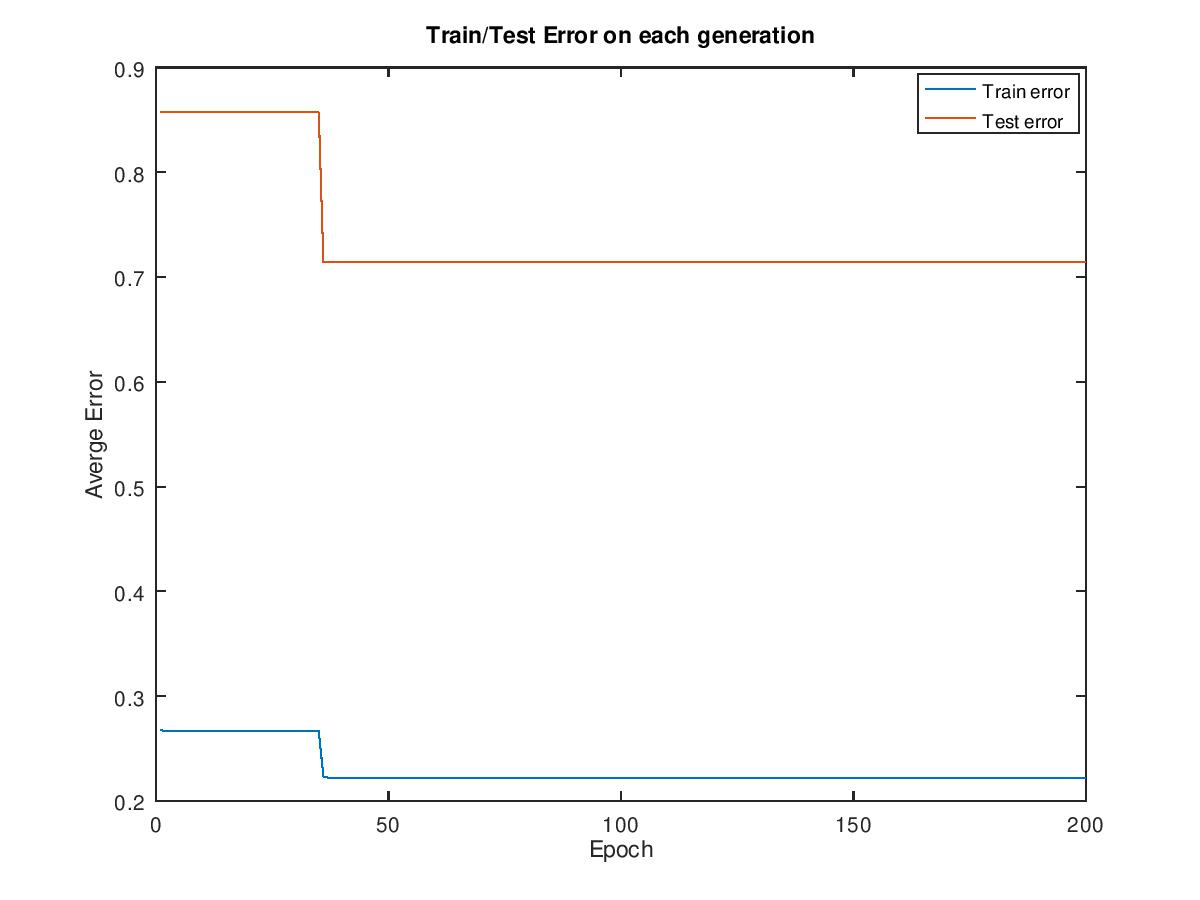 Train/Test Error on each generation
0.9
0.8
0.7
0.6
0.5
0.4
0.3
0.2
Averge Error
Train error
Test error
0 50 100 150 200
Epoch